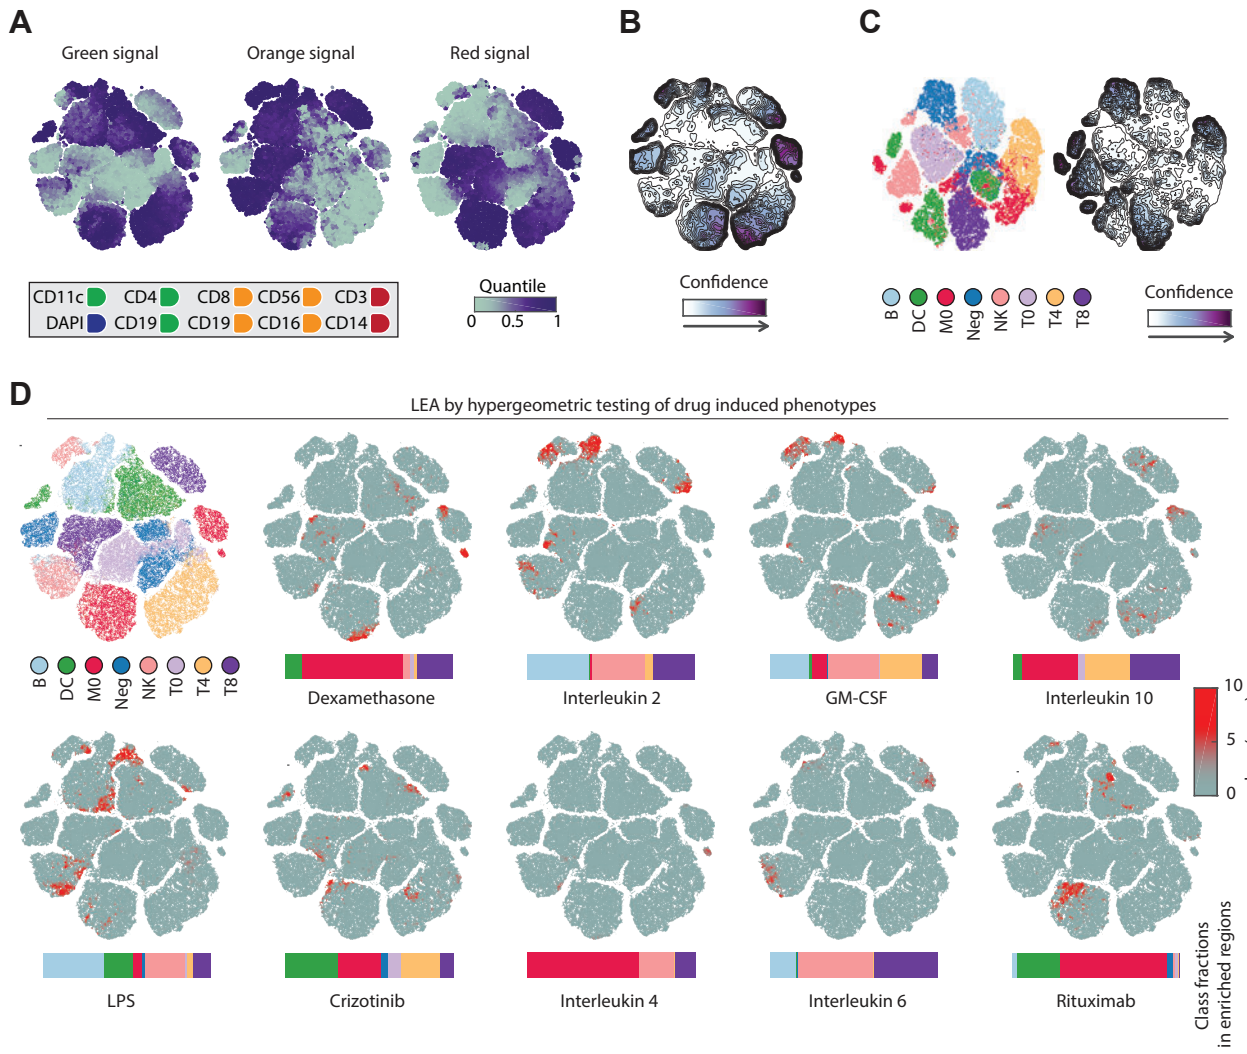 A
B
C
Green signal
Orange signal
Red signal
CD11c
CD4
CD8
CD56
CD3
DAPI
CD19
CD19
CD16
CD14
Quantile
0
0.5
1
Confidence
B
DC
M0
Neg
NK
T0
T4
T8
Confidence
D
LEA by hypergeometric testing of drug induced phenotypes
B
DC
M0
Neg
NK
T0
T4
T8
Dexamethasone
Interleukin 2
GM-CSF
Interleukin 10
10
5
0
LPS
Crizotinib
Interleukin 4
Interleukin 6
Rituximab
Class fractions
in enriched regions